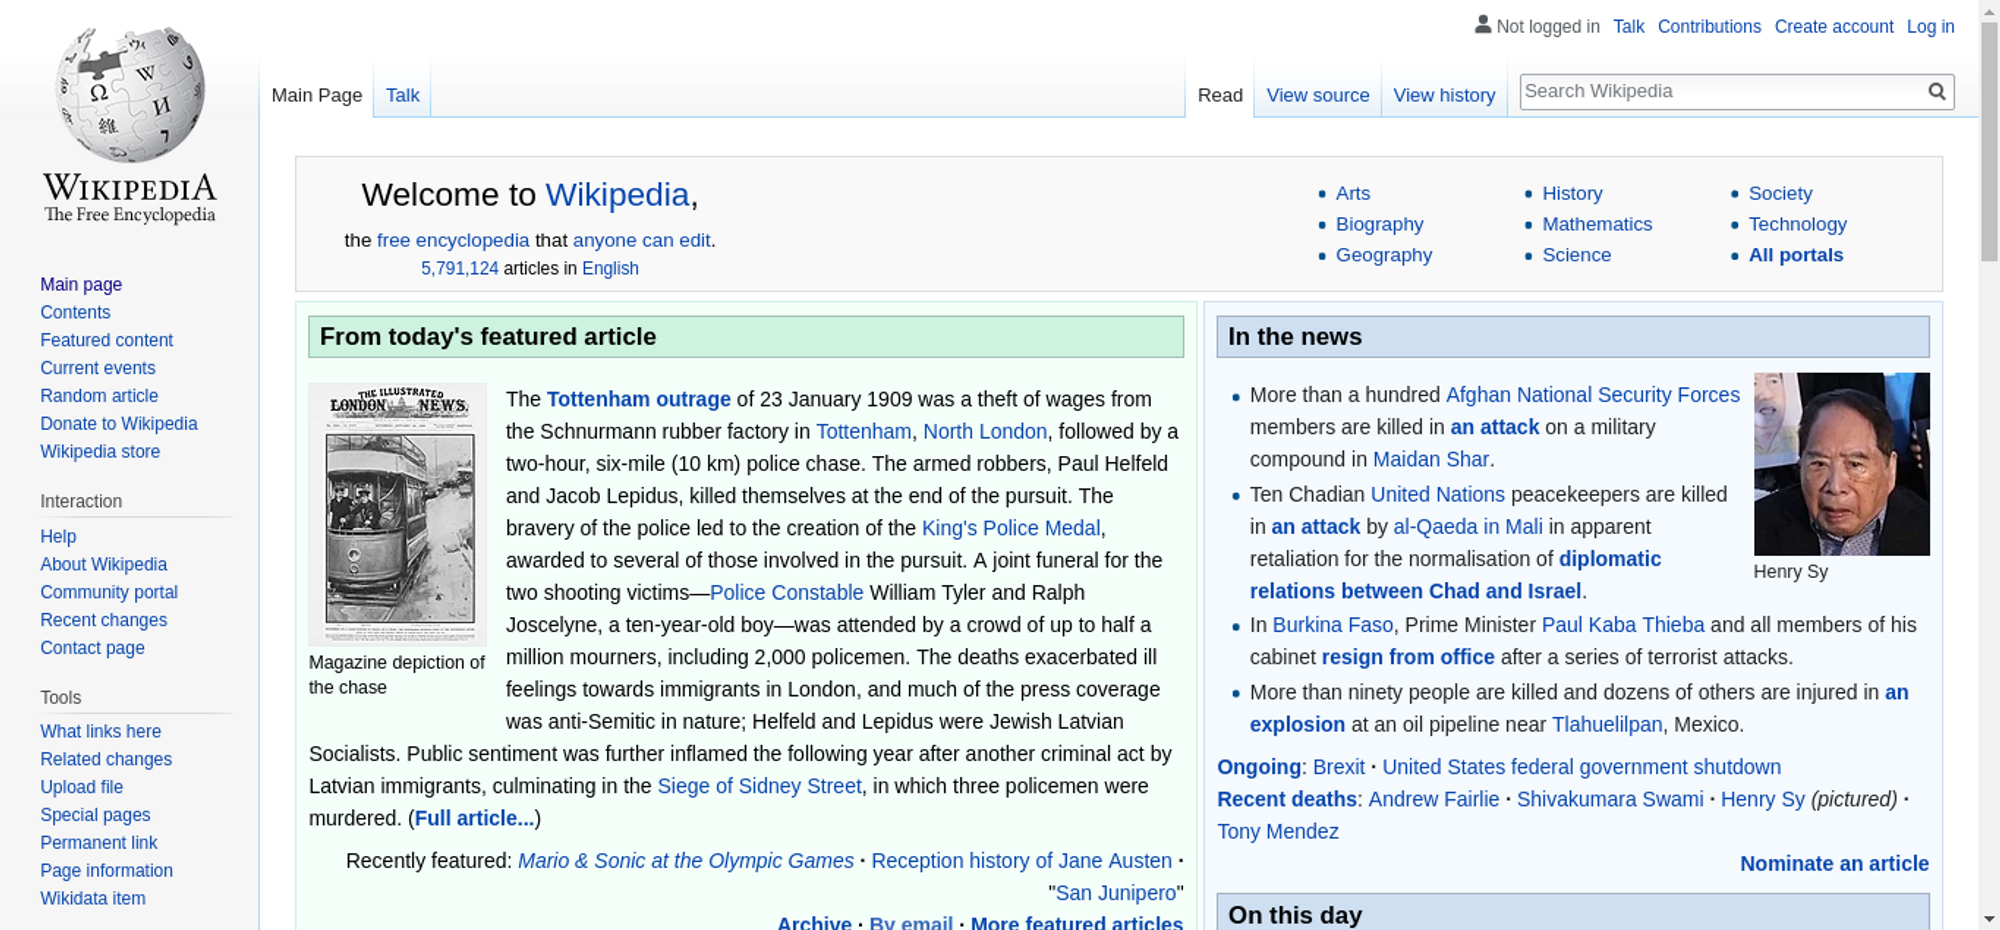 Not logged in Talk Contributions Create account Log in
Main Page Talk Read View source View history Search Wikipedia
WIKIPEDIA
The Free Encyclopedia
Main page
Contents
Featured content
Current events
Random article
Donate to Wikipedia
Wikipedia store
Interaction
Help
About Wikipedia
Community portal
Recent changes
Contact page
Tools
What links here
Related changes
Upload file
Special pages
Permanent link
Page information
Wikidata item
Welcome to Wikipedia,
the free encyclopedia that anyone can edit.
5,791,124 articles in English
Arts
Biography
Geography
History
Mathematics
Science
Society
Technology
All portals
From today's featured article
THE ILLUSTRATED
LONDON NEWS.
Magazine depiction of
the chase
The Tottenham outrage of 23 January 1909 was a theft of wages from
the Schnurmann rubber factory in Tottenham, North London, followed by a
two-hour, six-mile (10 km) police chase. The armed robbers, Paul Helfeld
and Jacob Lepidus, killed themselves at the end of the pursuit. The
bravery of the police led to the creation of the King's Police Medal,
awarded to several of those involved in the pursuit. A joint funeral for the
two shooting victims—Police Constable William Tyler and Ralph
Joscelyne, a ten-year-old boy—was attended by a crowd of up to half a
million mourners, including 2,000 policemen. The deaths exacerbated ill
feelings towards immigrants in London, and much of the press coverage
was anti-Semitic in nature; Helfeld and Lepidus were Jewish Latvian
Socialists. Public sentiment was further inflamed the following year after another criminal act by
Latvian immigrants, culminating in the Siege of Sidney Street, in which three policemen were
murdered. (Full article...)
Recently featured: Mario & Sonic at the Olympic Games · Reception history of Jane Austen ·
"San Junipero"
Archive · By email · More featured articles
In the news
More than a hundred Afghan National Security Forces
members are killed in an attack on a military
compound in Maidan Shar.
Ten Chadian United Nations peacekeepers are killed
in an attack by al-Qaeda in Mali in apparent
retaliation for the normalisation of diplomatic
relations between Chad and Israel.
Henry Sy
In Burkina Faso, Prime Minister Paul Kaba Thieba and all members of his
cabinet resign from office after a series of terrorist attacks.
More than ninety people are killed and dozens of others are injured in an
explosion at an oil pipeline near Tlahuelilpan, Mexico.
Ongoing: Brexit · United States federal government shutdown
Recent deaths: Andrew Fairlie · Shivakumara Swami · Henry Sy (pictured) ·
Tony Mendez
Nominate an article
On this day